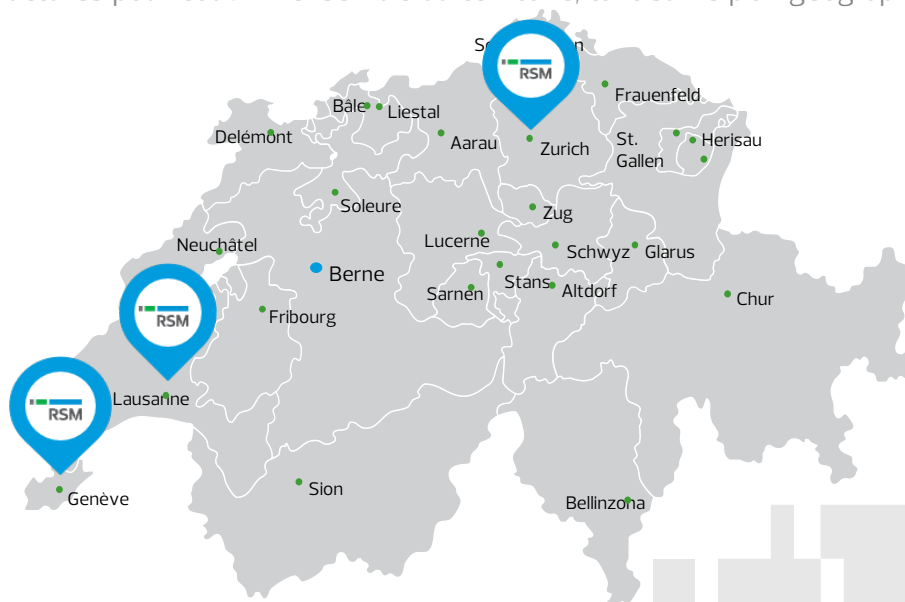 RSM
Frauenfeld
Bâle
Liestal
Delémont
Aarau
Zurich
St.
Gallen
Herisau
Soleure
Zug
Neuchâtel
Lucerne
Schwyz
Glarus
Berne
Stans
Sarnen
Altdorf
Chur
RSM
Fribourg
Lausanne
RSM
Sion
Genève
Bellinzona